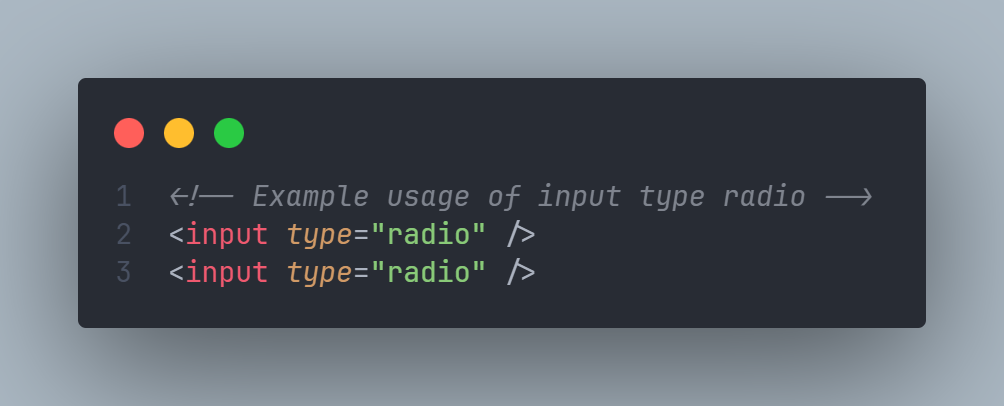 1 <!-- Example usage of input type radio -->
2 <input type="radio" />
3 <input type="radio" />